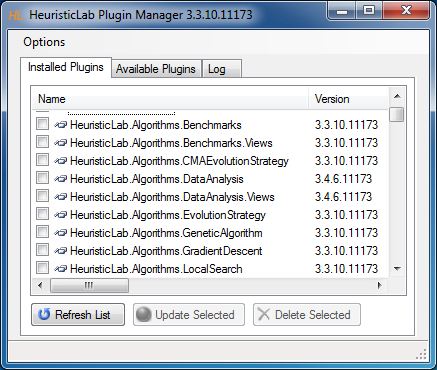 HL HeuristicLab Plugin Manager 3.3.10.11173
Options
Installed Plugins Available Plugins Log
Name Version
HeuristicLab.Algorithms.Benchmarks 3.3.10.11173
HeuristicLab.Algorithms.Benchmarks.Views 3.3.10.11173
HeuristicLab.Algorithms.CMAEvolutionStrategy 3.3.10.11173
HeuristicLab.Algorithms.DataAnalysis 3.4.6.11173
HeuristicLab.Algorithms.DataAnalysis.Views 3.4.6.11173
HeuristicLab.Algorithms.EvolutionStrategy 3.3.10.11173
HeuristicLab.Algorithms.GeneticAlgorithm 3.3.10.11173
HeuristicLab.Algorithms.GradientDescent 3.3.10.11173
HeuristicLab.Algorithms.LocalSearch 3.3.10.11173
Refresh List Update Selected Delete Selected